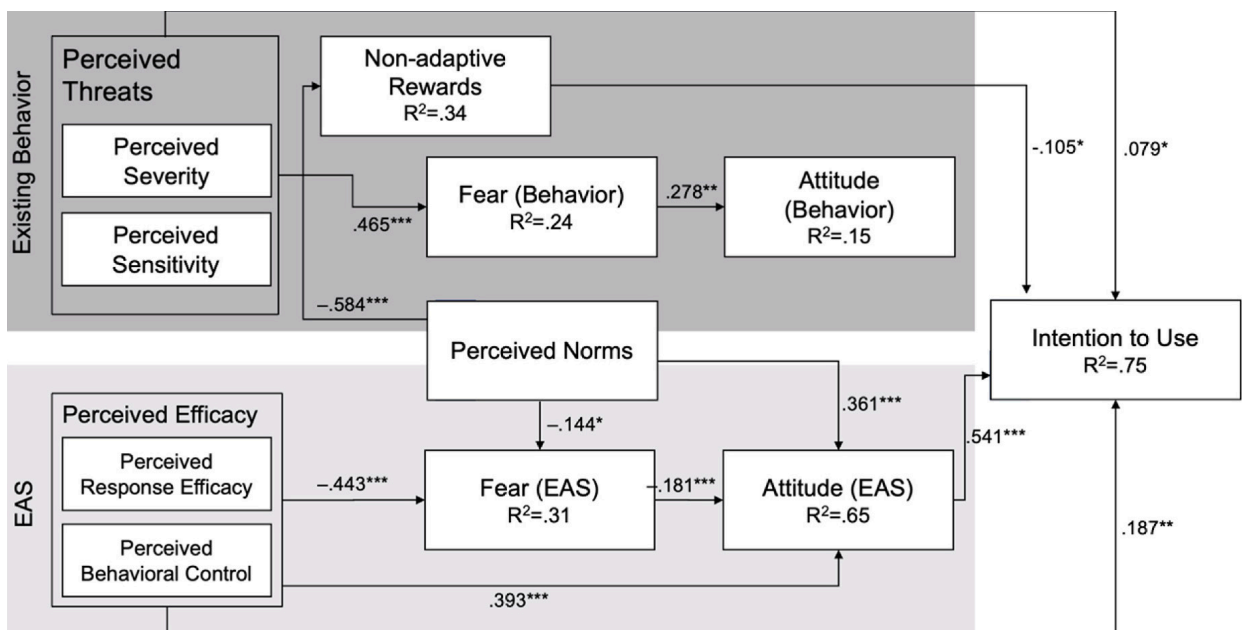 Existing Behavior
Perceived
Threats
Perceived
Severity
Perceived
Sensitivity
Non-adaptive
Rewards
R²=.34
-.105*
.079*
Fear (Behavior)
R²=.24
.278**
Attitude
(Behavior)
R²=.15
.465***
–.584***
Perceived Norms
Intention to Use
R²=.75
EAS
Perceived Efficacy
Perceived
Response Efficacy
Perceived
Behavioral Control
–.144*
.361***
.541***
–.443***
Fear (EAS)
R²=.31
–.181***
Attitude (EAS)
R²=.65
.187**
.393***